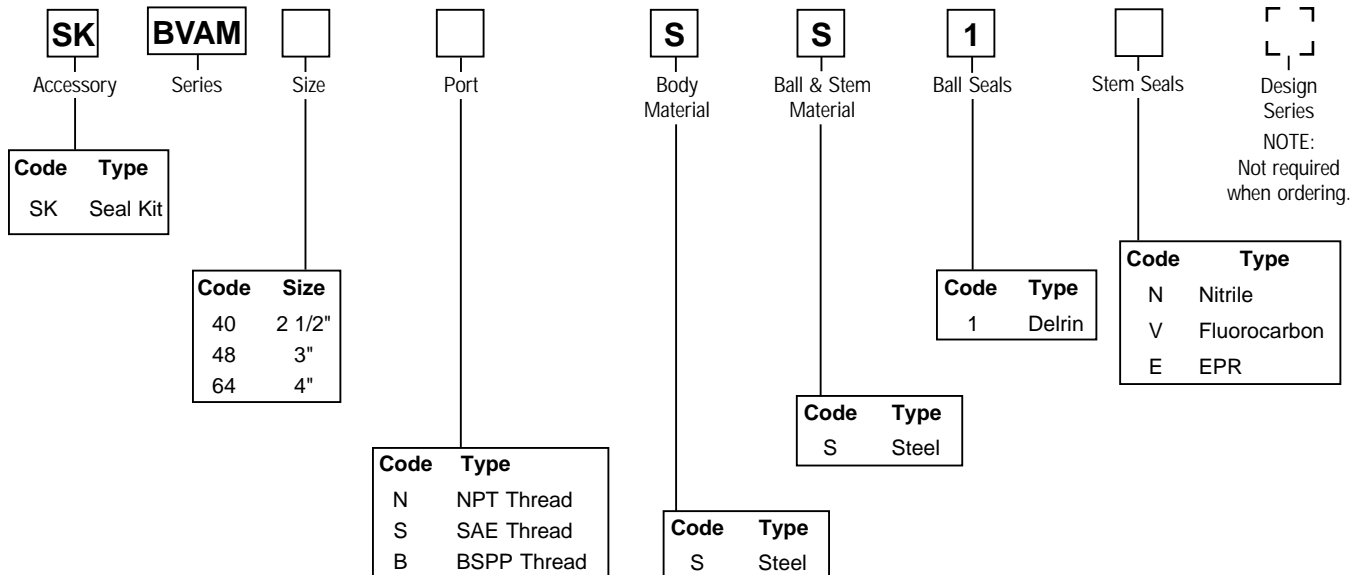 SK BVAM S S 1
Accessory Series Size Port Body Material Ball & Stem Material Ball Seals Stem Seals Design Series
NOTE:
Not required
when ordering.
Code Type
SK Seal Kit
Code Size
40 2 1/2"
48 3"
64 4"
Code Type
N NPT Thread
S SAE Thread
B BSPP Thread
Code Type
S Steel
Code Type
S Steel
Code Type
1 Delrin
Code Type
N Nitrile
V Fluorocarbon
E EPR